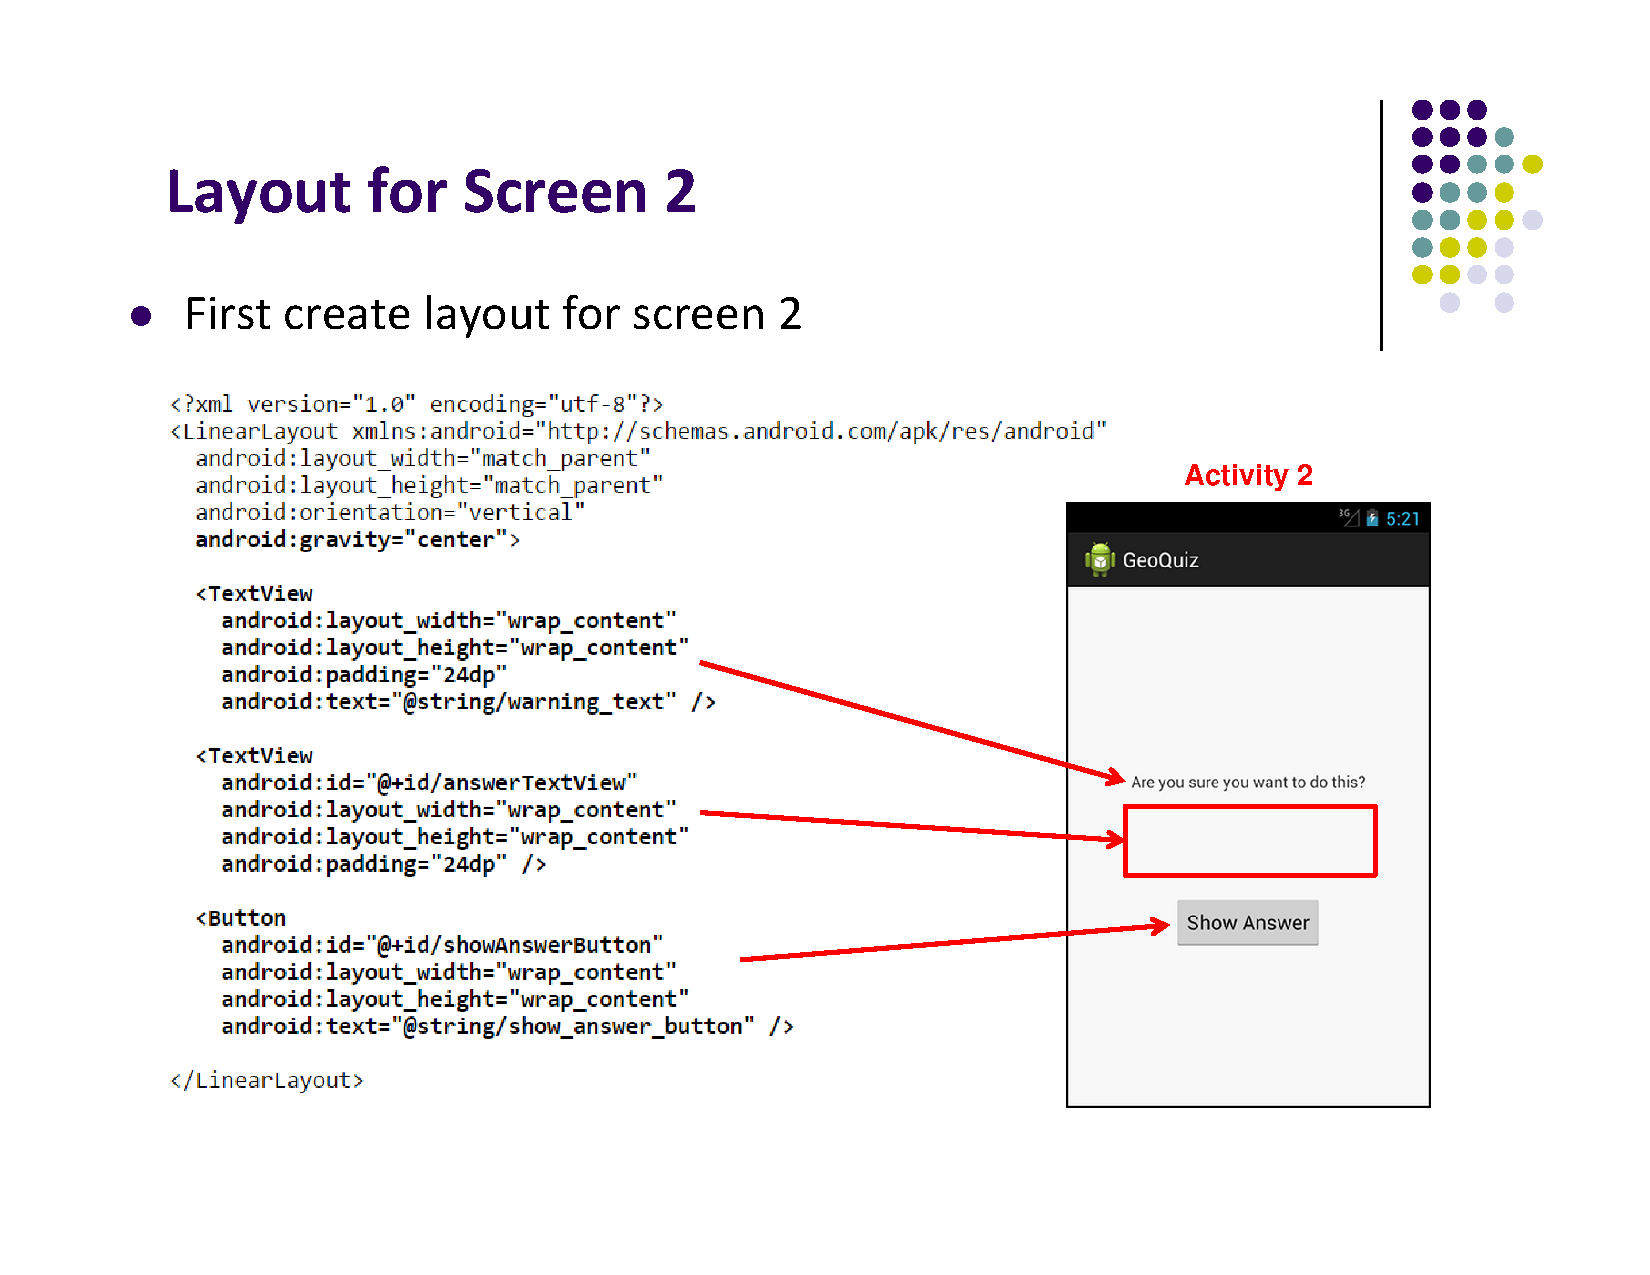 Layout for Screen 2
First create layout for screen 2
<?xml version="1.0" encoding="utf-8"?>
<LinearLayout xmlns:android="http://schemas.android.com/apk/res/android"
android:layout_width="match_parent"
android:layout_height="match_parent"
android:orientation="vertical"
android:gravity="center">
<TextView
android:layout_width="wrap_content"
android:layout_height="wrap_content"
android:padding="24dp"
android:text="@string/warning_text" />
<TextView
android:id="@+id/answerTextView"
android:layout_width="wrap_content"
android:layout_height="wrap_content"
android:padding="24dp" />
<Button
android:id="@+id/showAnswerButton"
android:layout_width="wrap_content"
android:layout_height="wrap_content"
android:text="@string/show_answer_button" />
</LinearLayout>
Activity 2
3G 5:21
GeoQuiz
Are you sure you want to do this?
Show Answer